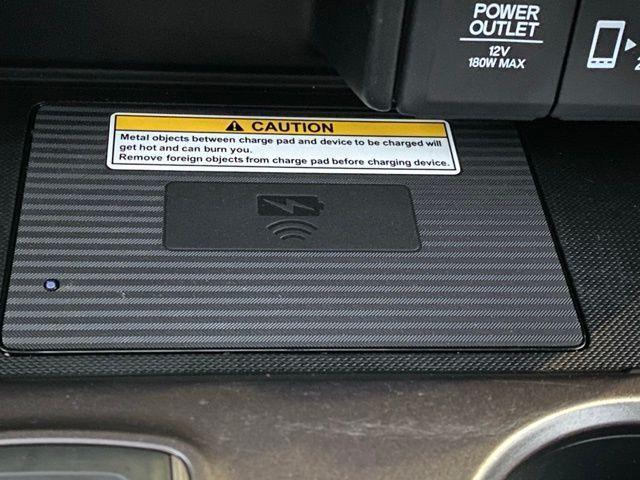 POWER
OUTLET
12V
180W MAX
CAUTION
Metal objects between charge pad and device to be charged will
get hot and can burn you.
Remove foreign objects from charge pad before charging device.